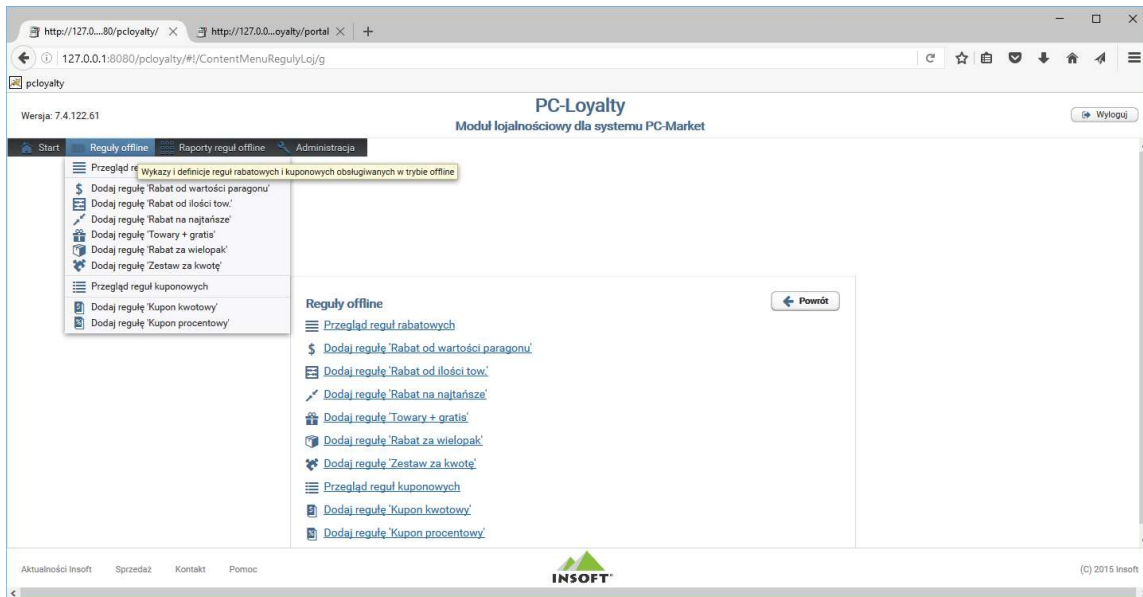 http://127.0....80/pcloyalty/ http://127.0.0...oyalty/portal
127.0.0.1:8080/pcloyalty/#!/ContentMenuRegulyLoj/g
pcloyalty
Wersja: 7.4.122.61
PC-Loyalty
Moduł lojalnościowy dla systemu PC-Market
Wyloguj
Start Reguły offline Raporty reguł offline Administracja
Przegląd
Wykazy i definicje reguł rabatowych i kuponowych obsługiwanych w trybie offline
Dodaj regułę 'Rabat od wartości paragonu'
Dodaj regułę 'Rabat od ilości tow.'
Dodaj regułę 'Rabat na najtańsze'
Dodaj regułę 'Towary + gratis'
Dodaj regułę 'Rabat za wielopak'
Dodaj regułę 'Zestaw za kwotę'
Przegląd reguł kuponowych
Dodaj regułę 'Kupon kwotowy'
Dodaj regułę 'Kupon procentowy'
Reguły offline
Powrót
Przegląd reguł rabatowych
Dodaj regułę 'Rabat od wartości paragonu'
Dodaj regułę 'Rabat od ilości tow.'
Dodaj regułę 'Rabat na najtańsze'
Dodaj regułę 'Towary + gratis'
Dodaj regułę 'Rabat za wielopak'
Dodaj regułę 'Zestaw za kwotę'
Przegląd reguł kuponowych
Dodaj regułę 'Kupon kwotowy'
Dodaj regułę 'Kupon procentowy'
Aktualności Insoft Sprzedaż Kontakt Pomoc
INSOFT
(C) 2015 Insoft